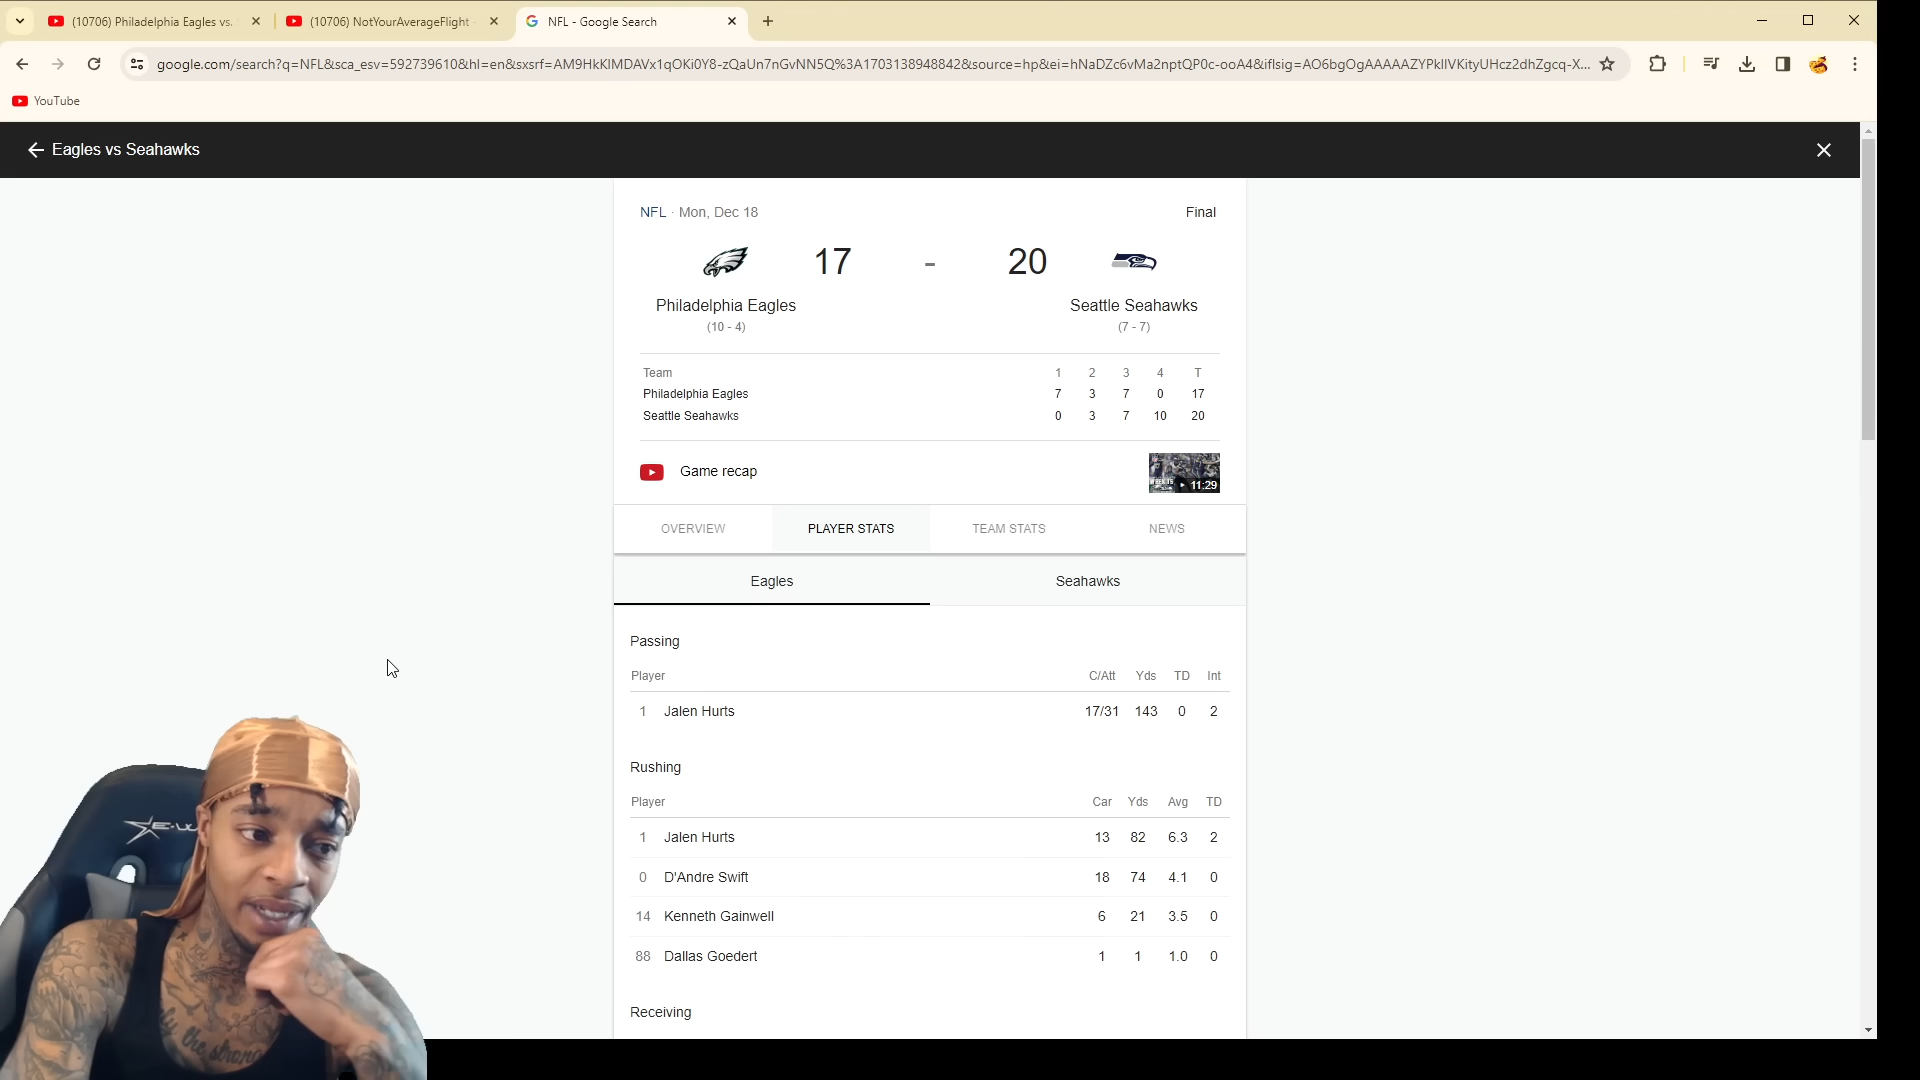 (10706) Philadelphia Eagles vs.
(10706) NotYourAverageFlight
NFL - Google Search
google.com/search?q=NFL&sca_esv=592739610&hl=en&sxsrf=AM9HkKlMDAVx1qOKi0Y8-zQaUn7nGvNN5Q%3A1703138948842&source=hp&ei=hNaDZc6vMa2nptQP0c-ooA4&iflsig=AO6bgOgAAAAAZYPklIVKityUHcz2dhZgcq-X...
YouTube
Eagles vs Seahawks
NFL · Mon, Dec 18
Final
17 - 20
Philadelphia Eagles
Seattle Seahawks
(10 - 4)
(7 - 7)
Team 1 2 3 4 T
Philadelphia Eagles 7 3 7 0 17
Seattle Seahawks 0 3 7 10 20
Game recap
11:29
OVERVIEW PLAYER STATS TEAM STATS NEWS
Eagles Seahawks
Passing
Player C/Att Yds TD Int
1 Jalen Hurts 17/31 143 0 2
Rushing
Player Car Yds Avg TD
1 Jalen Hurts 13 82 6.3 2
0 D'Andre Swift 18 74 4.1 0
14 Kenneth Gainwell 6 21 3.5 0
88 Dallas Goedert 1 1 1.0 0
Receiving
the strong